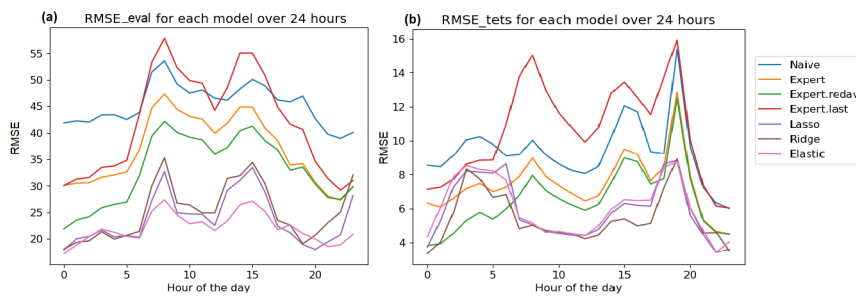 (a) RMSE_eval for each model over 24 hours
RMSE
55
50
45
40
35
30
25
20
0 5 10 15 20
Hour of the day
(b) RMSE_tets for each model over 24 hours
RMSE
16
14
12
10
8
6
4
0 5 10 15 20
Hour of the day
Naive
Expert
Expert.redav
Expert.last
Lasso
Ridge
Elastic